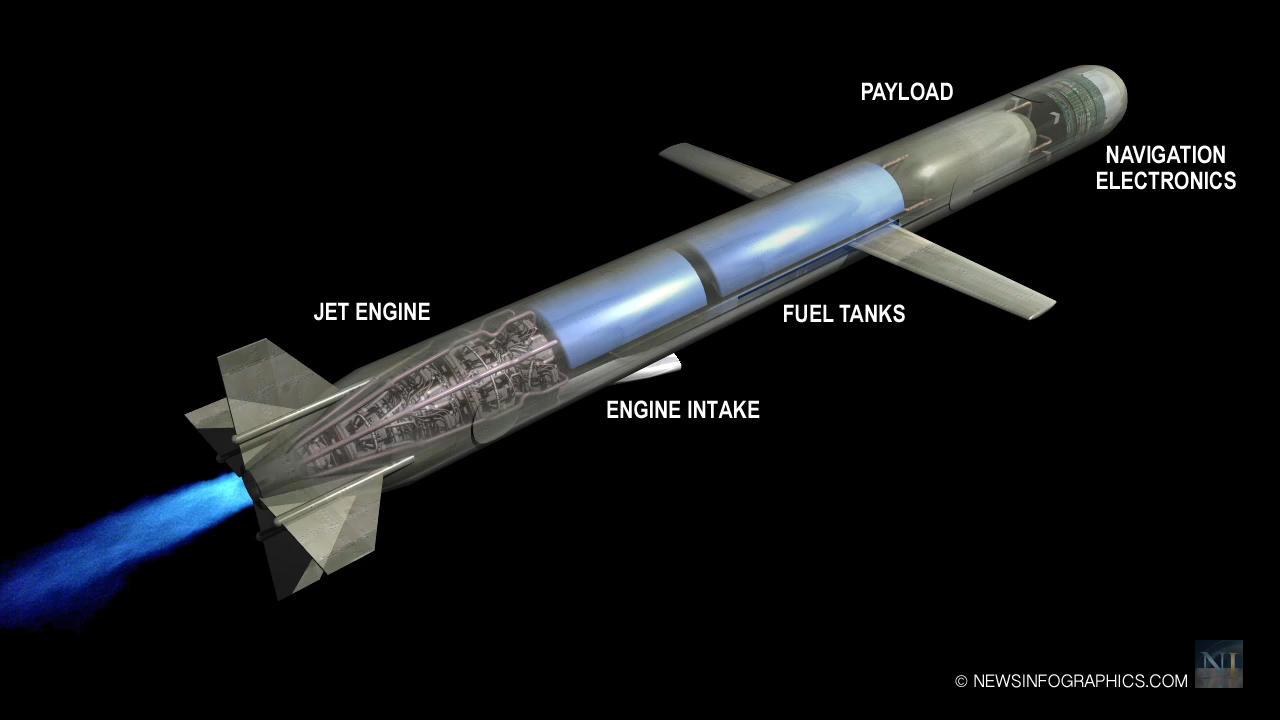 PAYLOAD
NAVIGATION
ELECTRONICS
JET ENGINE
FUEL TANKS
ENGINE INTAKE
© NEWSINFOGRAPHICS.COM
NI